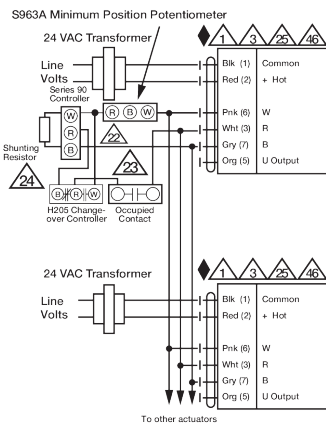 S963A Minimum Position Potentiometer
24 VAC Transformer
1 3 25 46
Line
Volts
Blk (1) Common
Red (2) + Hot
Series 90
Controller
W R B
R B W
Pnk (6) W
Wht (3) R
Gry (7) B
Org (5) U Output
22
Shunting
Resistor
24
23
B R W
H205 Change-
over Controller
Occupied
Contact
24 VAC Transformer
1 3 25 46
Line
Volts
Blk (1) Common
Red (2) + Hot
Pnk (6) W
Wht (3) R
Gry (7) B
Org (5) U Output
To other actuators